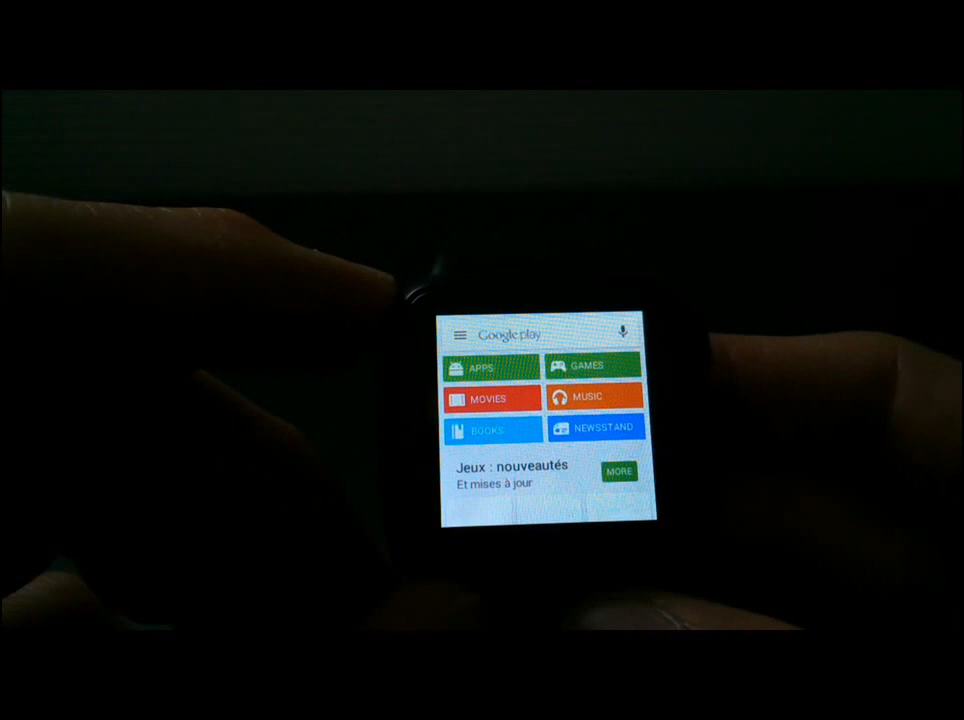 Google play
APPS GAMES
MOVIES MUSIC
BOOKS NEWSSTAND
Jeux : nouveautés
Et mises à jour
MORE